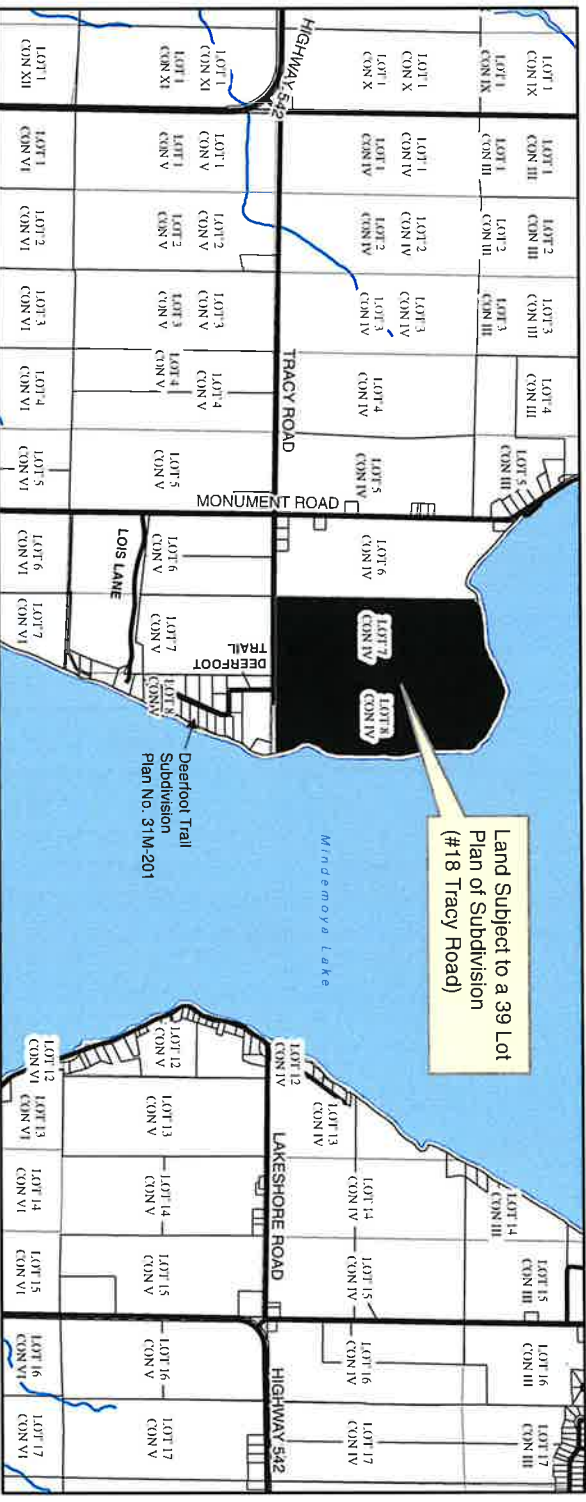 LOT 1
CON IX
LOT 1
CON IX
LOT 1
CON X
LOT 1
CON X
HIGHWAY 542
LOT 1
CON XI
LOT 1
CON XI
LOT 1
CON XII
LOT 1
CON III
LOT 1
CON III
LOT 1
CON IV
LOT 1
CON IV
LOT 1
CON V
LOT 1
CON V
LOT 1
CON VI
LOT 2
CON III
LOT 2
CON III
LOT 2
CON IV
LOT 2
CON IV
LOT 2
CON V
LOT 2
CON V
LOT 2
CON VI
LOT 3
CON III
LOT 3
CON III
LOT 3
CON IV
LOT 3
CON IV
LOT 3
CON V
LOT 3
CON V
LOT 3
CON VI
LOT 4
CON III
LOT 4
CON IV
TRACY ROAD
LOT 4
CON V
LOT 4
CON V
LOT 4
CON VI
LOT 5
CON III
LOT 5
CON IV
LOT 5
CON V
LOT 5
CON VI
MONUMENT ROAD
LOT 6
CON IV
LOT 6
CON V
LOIS LANE
LOT 6
CON VI
LOT 7
CON IV
LOT 7
CON V
LOT 7
CON VI
DEERFOOT
TRAIL
LOT 8
CON IV
LOT 8
CON V
Land Subject to a 39 Lot
Plan of Subdivision
(#18 Tracy Road)
Deerfoot Trail
Subdivision
Plan No. 31M-201
Mindemoya Lake
LOT 12
CON IV
LOT 12
CON V
LOT 12
CON VI
LOT 13
CON IV
LAKESHORE ROAD
LOT 13
CON V
LOT 13
CON VI
LOT 14
CON III
LOT 14
CON IV
LOT 14
CON V
LOT 14
CON VI
LOT 15
CON III
LOT 15
CON IV
LOT 15
CON V
LOT 15
CON VI
LOT 16
CON III
LOT 16
CON IV
LOT 16
CON V
LOT 16
CON VI
HIGHWAY 542
LOT 17
CON III
LOT 17
CON IV
LOT 17
CON V
LOT 17
CON VI